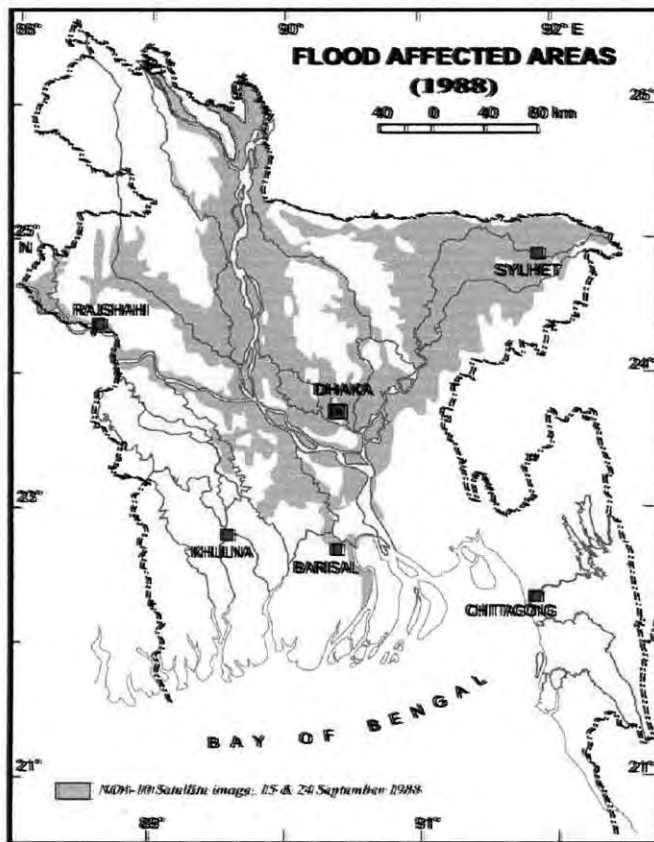 88° 90° 92° E
FLOOD AFFECTED AREAS
(1988)
26°
40 0 40 80 km
25°
N
SYLHET
RAJSHAHI
24°
DHAKA
23°
KHULNA
BARISAL
CHITTAGONG
BAY OF BENGAL
21° 21°
Satellite image: 15 & 24 September 1988
89° 91°